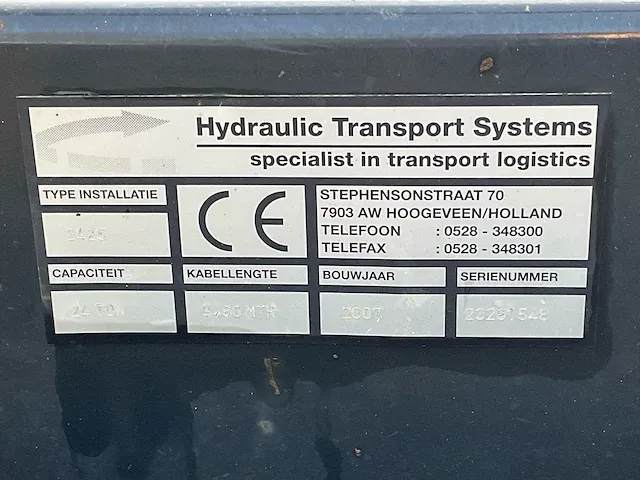 Hydraulic Transport Systems
specialist in transport logistics
TYPE INSTALLATIE
STEPHENSONSTRAAT 70
7903 AW HOOGEVEEN/HOLLAND
TELEFOON : 0528 - 348300
TELEFAX : 0528 - 348301
CAPACITEIT
KABELLENGTE
BOUWJAAR
SERIENUMMER
24 TON
MTR
2007